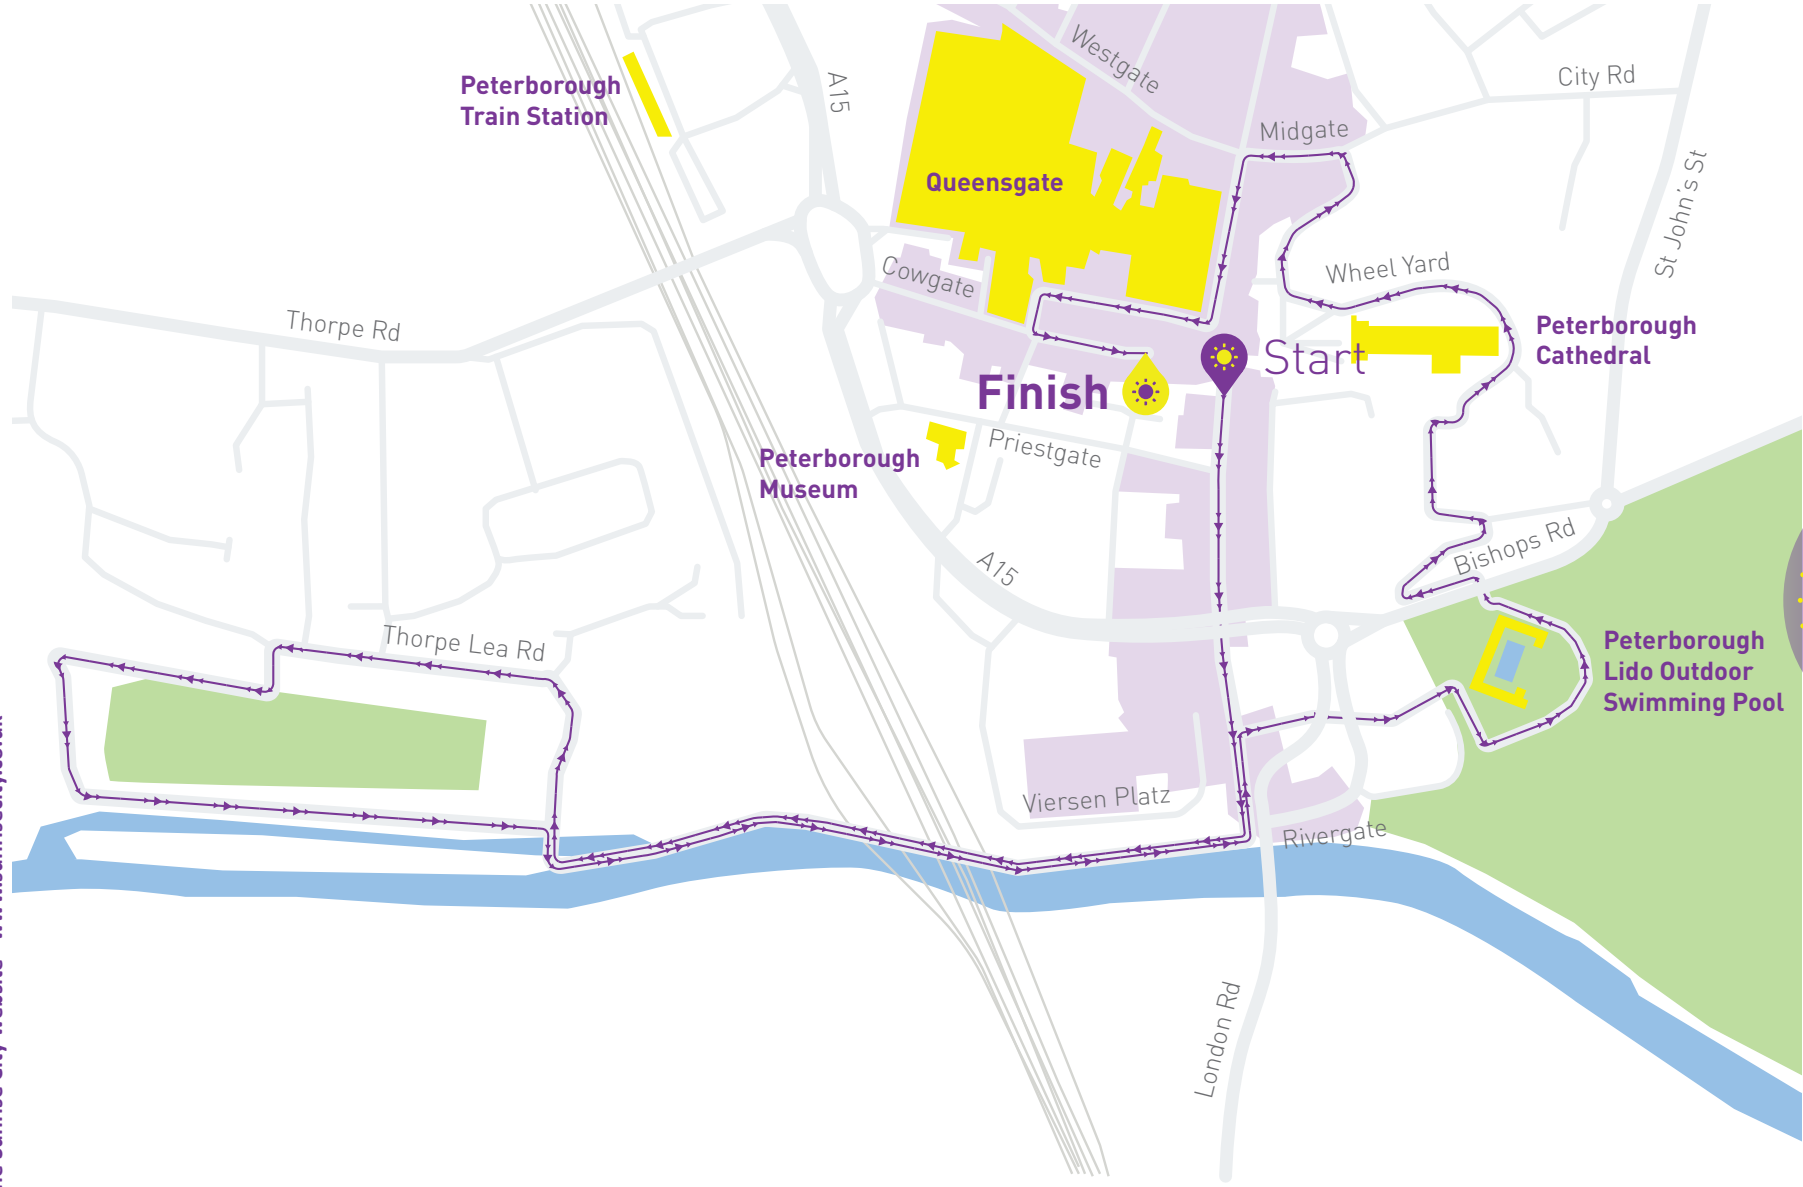 Peterborough
Train Station
A15
Westgate
City Rd
Midgate
Queensgate
St John's St
Cowgate
Wheel Yard
Thorpe Rd
Peterborough
Cathedral
Start
Finish
Priestgate
Peterborough
Museum
Bishops Rd
A15
Thorpe Lea Rd
Peterborough
Lido Outdoor
Swimming Pool
Viersen Platz
Rivergate
London Rd